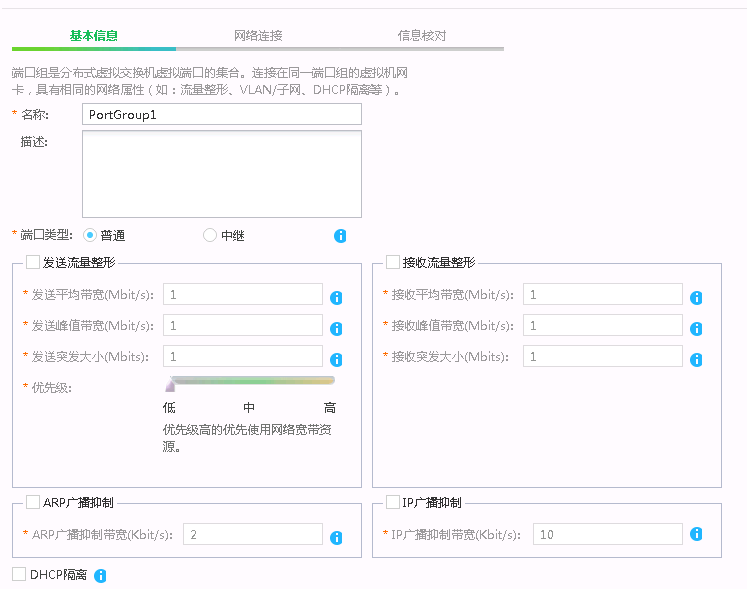 基本信息 网络连接 信息核对
端口组是分布式虚拟交换机虚拟端口的集合。连接在同一端口组的虚拟机网
卡，具有相同的网络属性（如：流量整形、VLAN/子网、DHCP隔离等）。
* 名称: PortGroup1
描述:
* 端口类型: 普通 中继
发送流量整形
* 发送平均带宽(Mbit/s): 1
* 发送峰值带宽(Mbit/s): 1
* 发送突发大小(Mbits): 1
* 优先级:
低 中 高
优先级高的优先使用网络宽带资
源。
接收流量整形
* 接收平均带宽(Mbit/s): 1
* 接收峰值带宽(Mbit/s): 1
* 接收突发大小(Mbits): 1
ARP广播抑制
* ARP广播抑制带宽(Kbit/s): 2
IP广播抑制
* IP广播抑制带宽(Kbit/s): 10
DHCP隔离